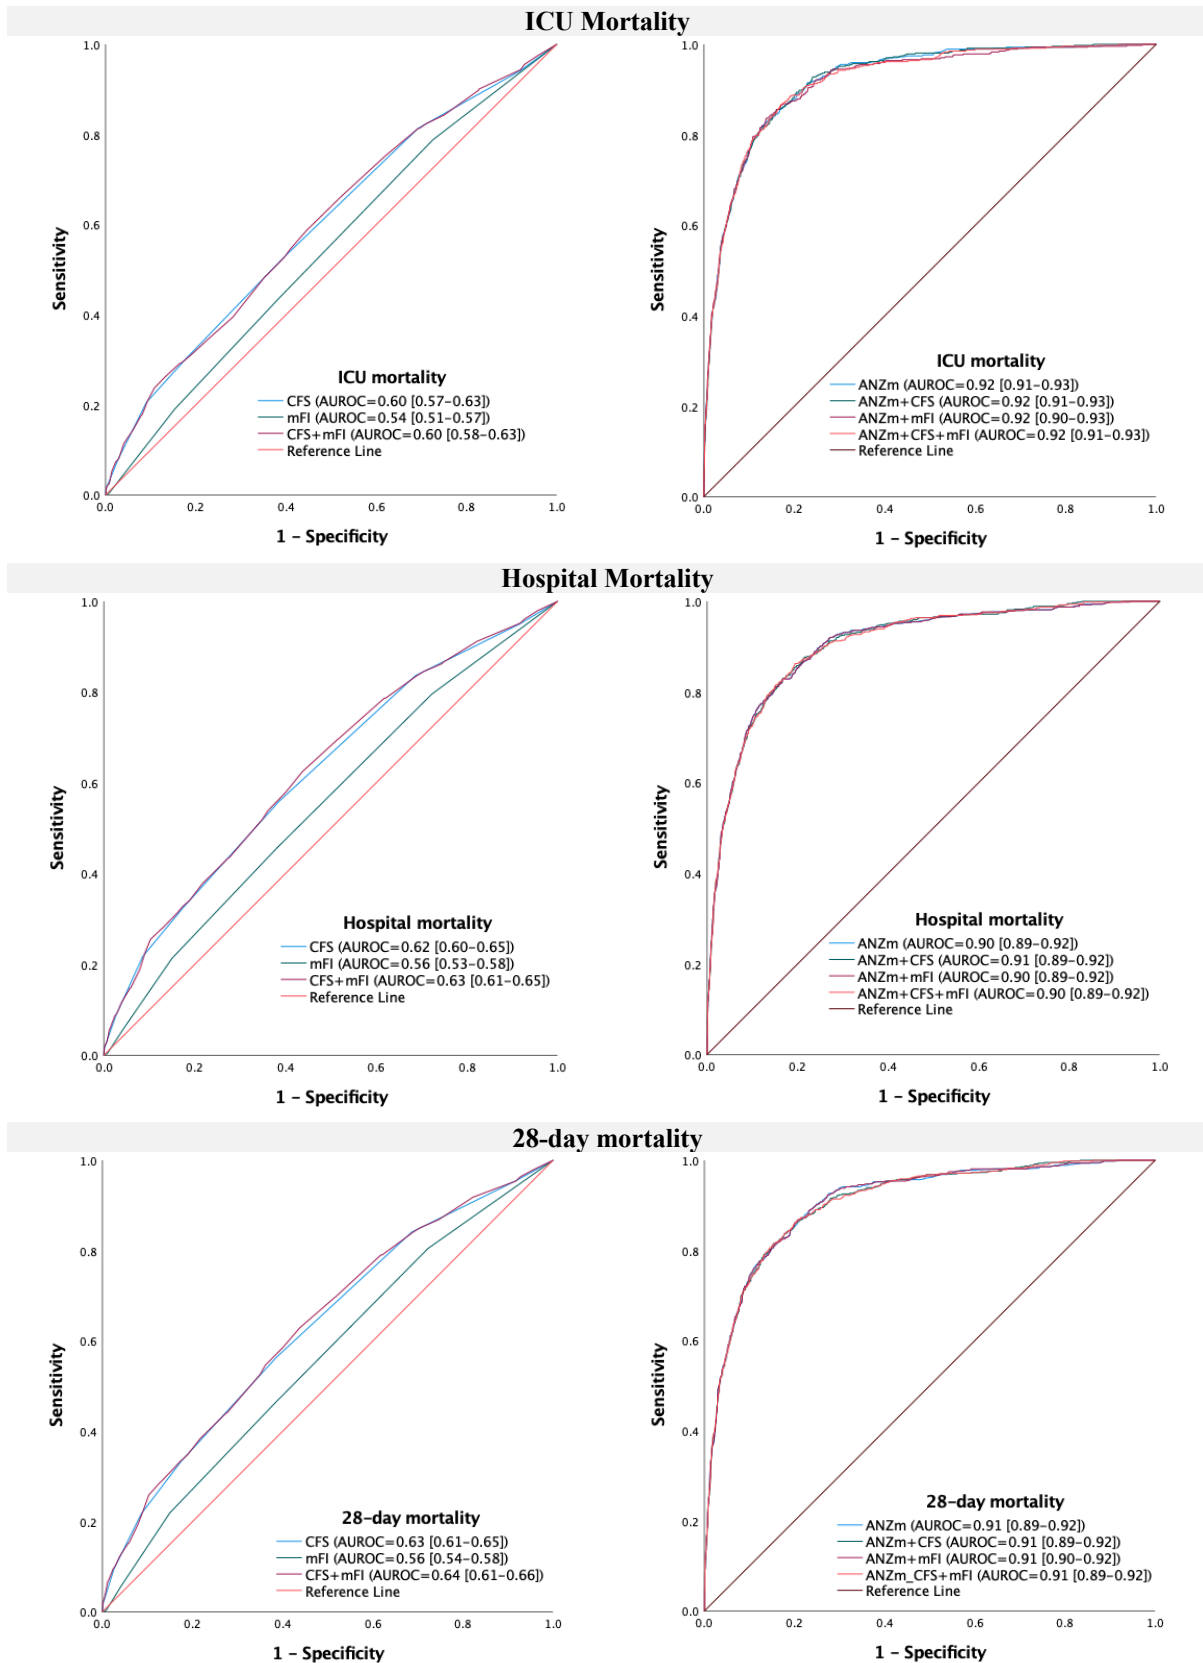 ICU Mortality
1.0
0.8
0.6
0.4
0.2
0.0
0.0 0.2 0.4 0.6 0.8 1.0
Sensitivity
1 – Specificity
ICU mortality
CFS (AUROC=0.60 [0.57–0.63])
mFI (AUROC=0.54 [0.51–0.57])
CFS+mFI (AUROC=0.60 [0.58–0.63])
Reference Line
1.0
0.8
0.6
0.4
0.2
0.0
0.0 0.2 0.4 0.6 0.8 1.0
Sensitivity
1 – Specificity
ICU mortality
ANZm (AUROC=0.92 [0.91–0.93])
ANZm+CFS (AUROC=0.92 [0.91–0.93])
ANZm+mFI (AUROC=0.92 [0.90–0.93])
ANZm+CFS+mFI (AUROC=0.92 [0.91–0.93])
Reference Line
Hospital Mortality
1.0
0.8
0.6
0.4
0.2
0.0
0.0 0.2 0.4 0.6 0.8 1.0
Sensitivity
1 – Specificity
Hospital mortality
CFS (AUROC=0.62 [0.60–0.65])
mFI (AUROC=0.56 [0.53–0.58])
CFS+mFI (AUROC=0.63 [0.61–0.65])
Reference Line
1.0
0.8
0.6
0.4
0.2
0.0
0.0 0.2 0.4 0.6 0.8 1.0
Sensitivity
1 – Specificity
Hospital mortality
ANZm (AUROC=0.90 [0.89–0.92])
ANZm+CFS (AUROC=0.91 [0.89–0.92])
ANZm+mFI (AUROC=0.90 [0.89–0.92])
ANZm+CFS+mFI (AUROC=0.90 [0.89–0.92])
Reference Line
28-day mortality
1.0
0.8
0.6
0.4
0.2
0.0
0.0 0.2 0.4 0.6 0.8 1.0
Sensitivity
1 – Specificity
28–day mortality
CFS (AUROC=0.63 [0.61–0.65])
mFI (AUROC=0.56 [0.54–0.58])
CFS+mFI (AUROC=0.64 [0.61–0.66])
Reference Line
1.0
0.8
0.6
0.4
0.2
0.0
0.0 0.2 0.4 0.6 0.8 1.0
Sensitivity
1 – Specificity
28–day mortality
ANZm (AUROC=0.91 [0.89–0.92])
ANZm+CFS (AUROC=0.91 [0.89–0.92])
ANZm+mFI (AUROC=0.91 [0.90–0.92])
ANZm_CFS+mFI (AUROC=0.91 [0.89–0.92])
Reference Line